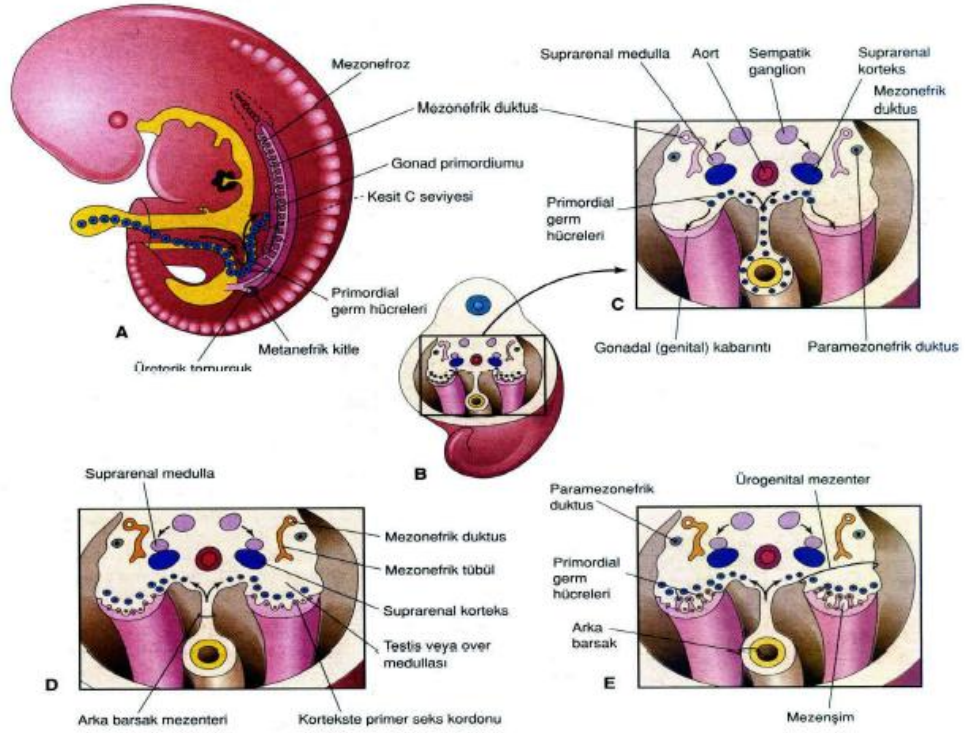 Mezonefroz
Mezonefrik duktus
Gonad primordiumu
Kesit C seviyesi
Primordial
germ hücreleri
Metanefrik kitle
Üreterik tomurcuk
A
Suprarenal medulla
Aort
Sempatik
ganglion
Suprarenal
korteks
Mezonefrik
duktus
Primordial
germ
hücreleri
C
Gonadal (genital) kabarıntı
Paramezonefrik duktus
B
Suprarenal medulla
Mezonefrik duktus
Mezonefrik tübül
Suprarenal korteks
Testis veya over
medullası
D
Arka barsak mezenteri
Kortekste primer seks kordonu
Paramezonefrik
duktus
Ürogenital mezenter
Primordial
germ
hücreleri
Arka
barsak
E
Mezenşim